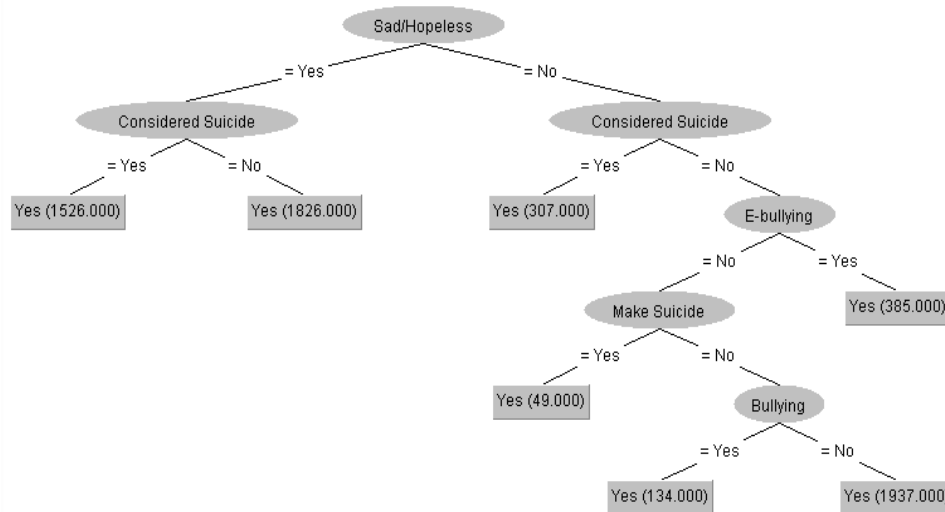 Sad/Hopeless
= Yes
= No
Considered Suicide
Considered Suicide
= Yes
= No
= Yes
= No
Yes (1526.000)
Yes (1826.000)
Yes (307.000)
E-bullying
= No
= Yes
Yes (385.000)
Make Suicide
= Yes
= No
Yes (49.000)
Bullying
= Yes
= No
Yes (134.000)
Yes (1937.000